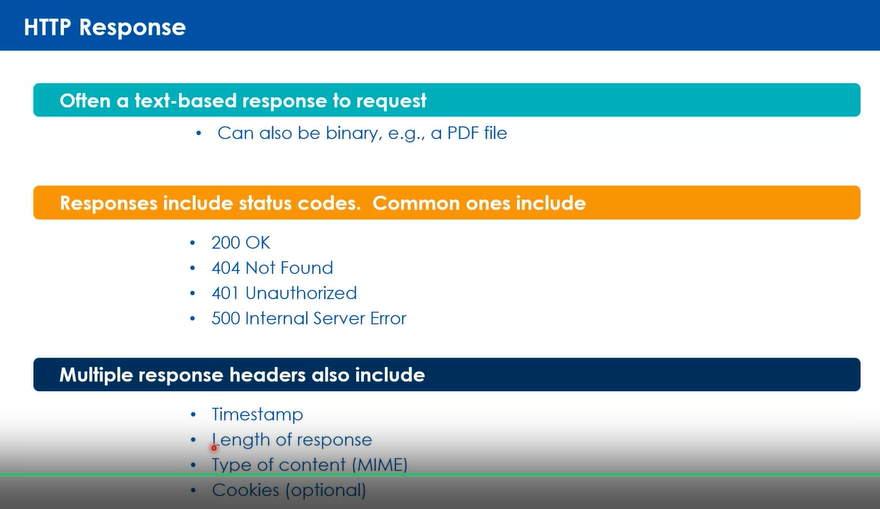 HTTP Response
Often a text-based response to request
• Can also be binary, e.g., a PDF file
Responses include status codes.  Common ones include
• 200 OK
• 404 Not Found
• 401 Unauthorized
• 500 Internal Server Error
Multiple response headers also include
• Timestamp
• Length of response
• Type of content (MIME)
• Cookies (optional)